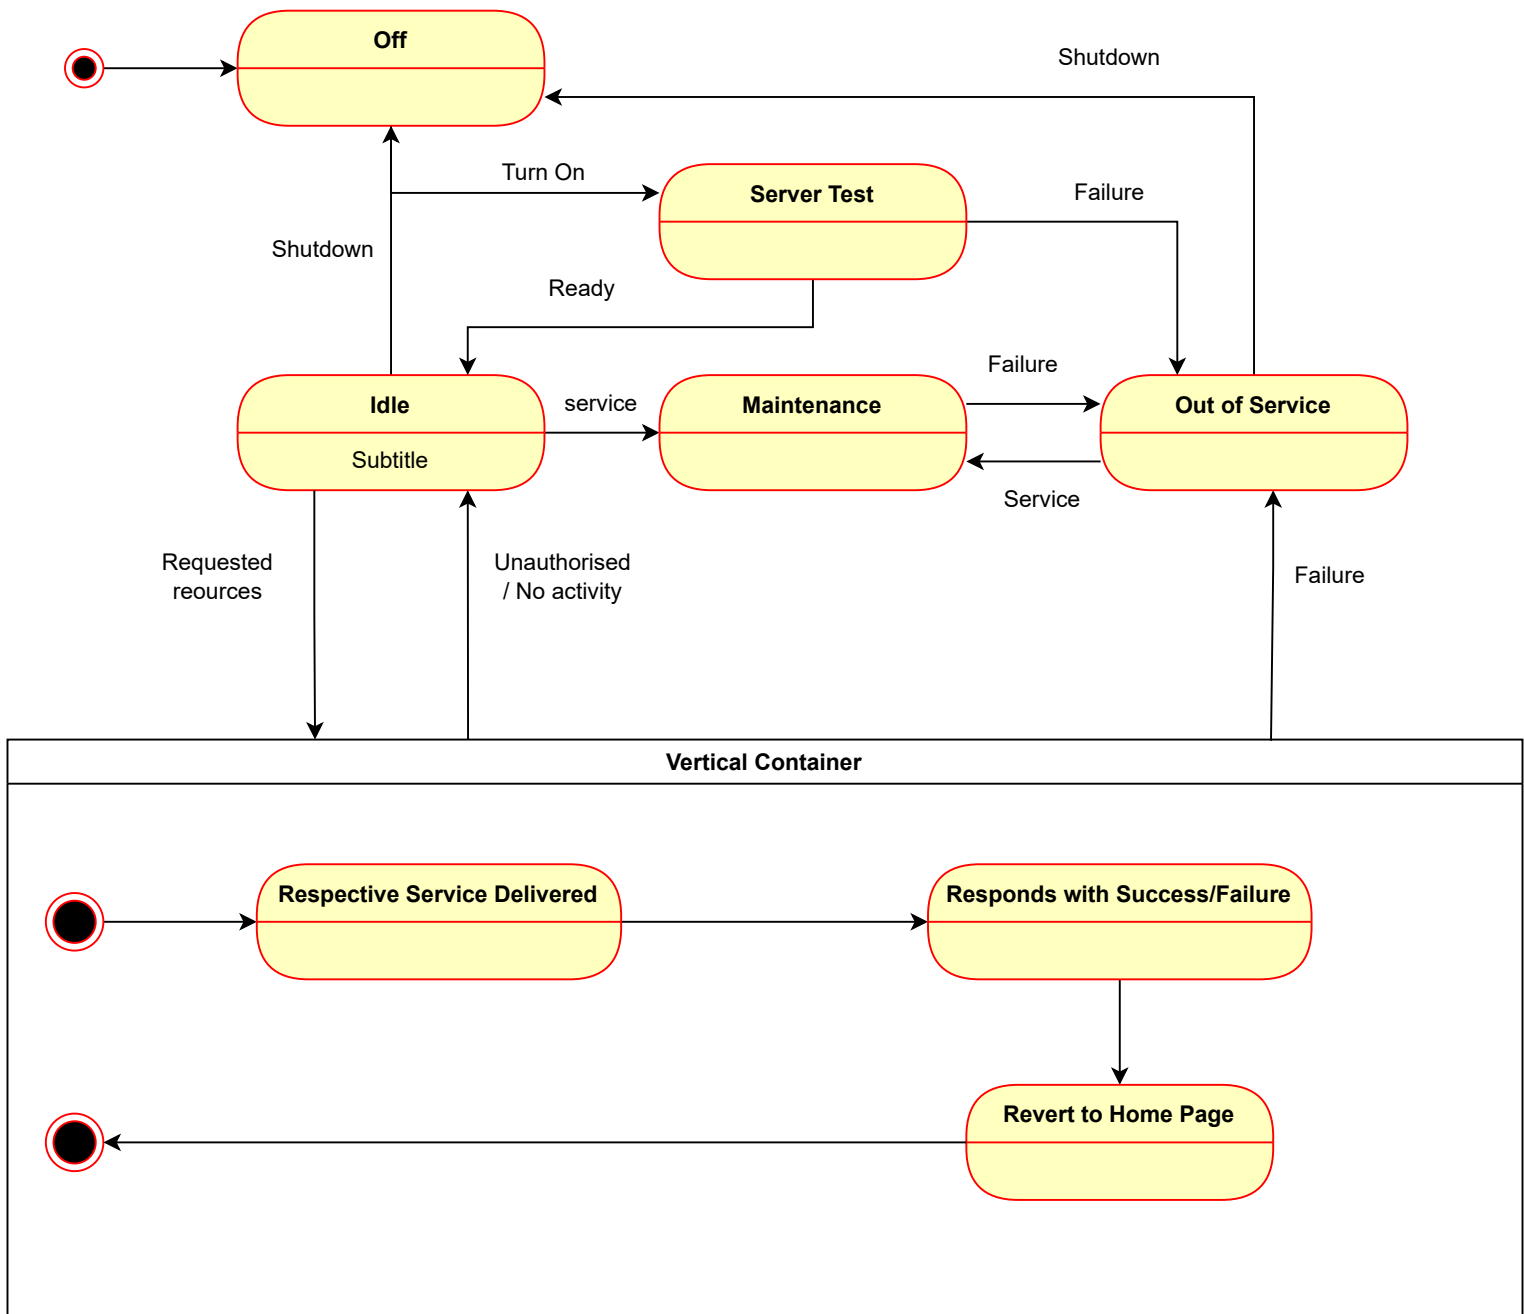 Off
Shutdown
Turn On
Server Test
Failure
Shutdown
Ready
Failure
Idle
service
Maintenance
Out of Service
Subtitle
Service
Requested
reources
Unauthorised
/ No activity
Failure
Vertical Container
Respective Service Delivered
Responds with Success/Failure
Revert to Home Page